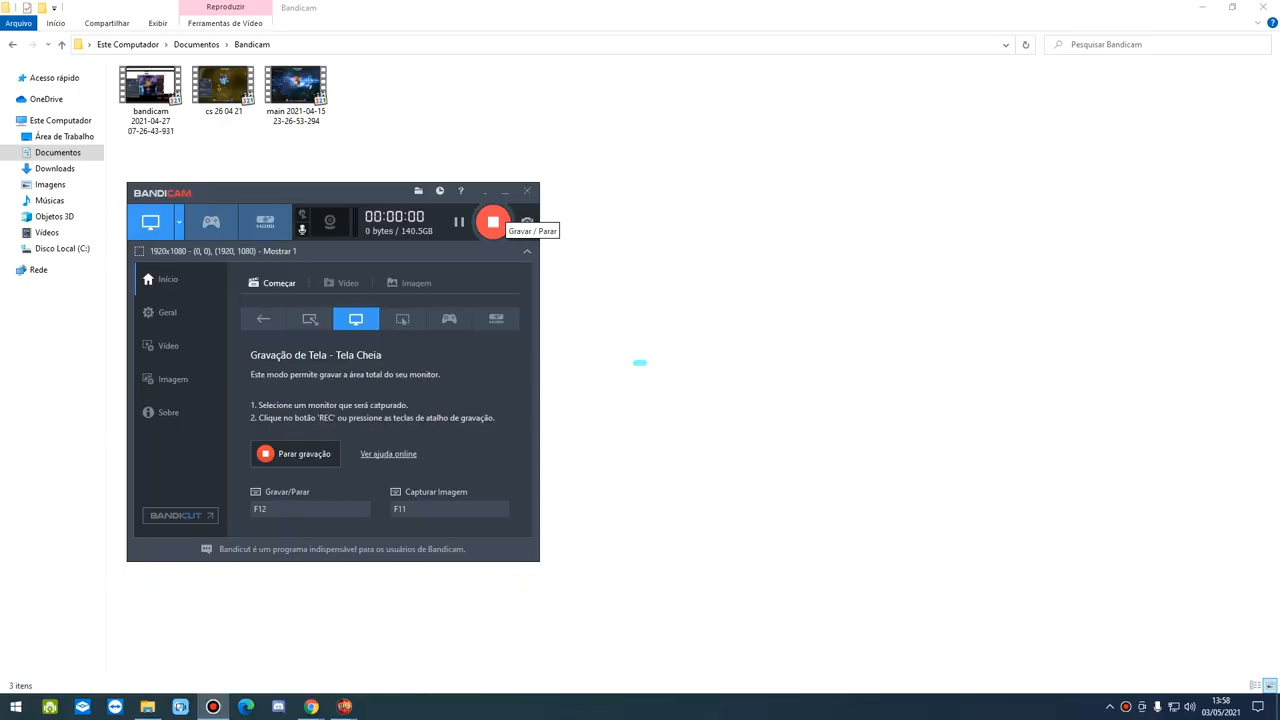 Reproduzir
Bandicam
Arquivo
Início
Compartilhar
Exibir
Ferramentas de Vídeo
Este Computador
Documentos
Bandicam
Pesquisar Bandicam
Acesso rápido
OneDrive
Este Computador
Área de Trabalho
Documentos
Downloads
Imagens
Músicas
Objetos 3D
Vídeos
Disco Local (C:)
Rede
bandicam
2021-04-27
07-26-43-931
cs 26 04 21
main 2021-04-15
23-26-53-294
BANDICAM
HDMI
00:00:00
0 bytes / 140.5GB
Gravar / Parar
1920x1080 - (0, 0), (1920, 1080) - Mostrar 1
Início
Geral
Vídeo
Imagem
Sobre
BANDICUT
Começar
Vídeo
Imagem
HDMI
Gravação de Tela - Tela Cheia
Este modo permite gravar a área total do seu monitor.
1. Selecione um monitor que será catpurado.
2. Clique no botão 'REC' ou pressione as teclas de atalho de gravação.
Parar gravação
Ver ajuda online
Gravar/Parar
Capturar Imagem
F12
F11
Bandicut é um programa indispensável para os usuários de Bandicam.
3 itens
13:58
03/05/2021